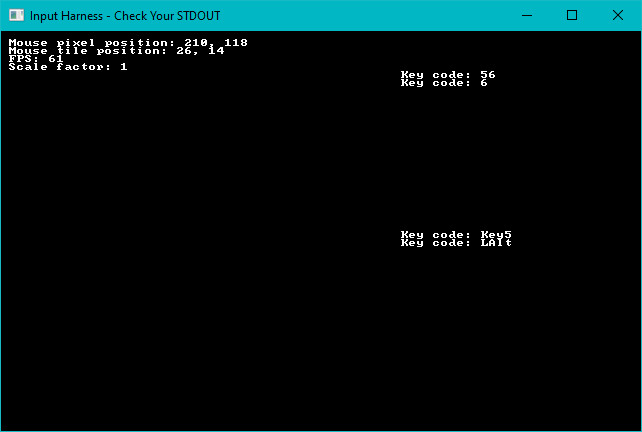 Input Harness - Check Your STDOUT
Mouse pixel position: 210, 118
Mouse tile position: 26, 14
FPS: 61
Scale factor: 1
Key code: 56
Key code: 6
Key code: Key5
Key code: LAlt